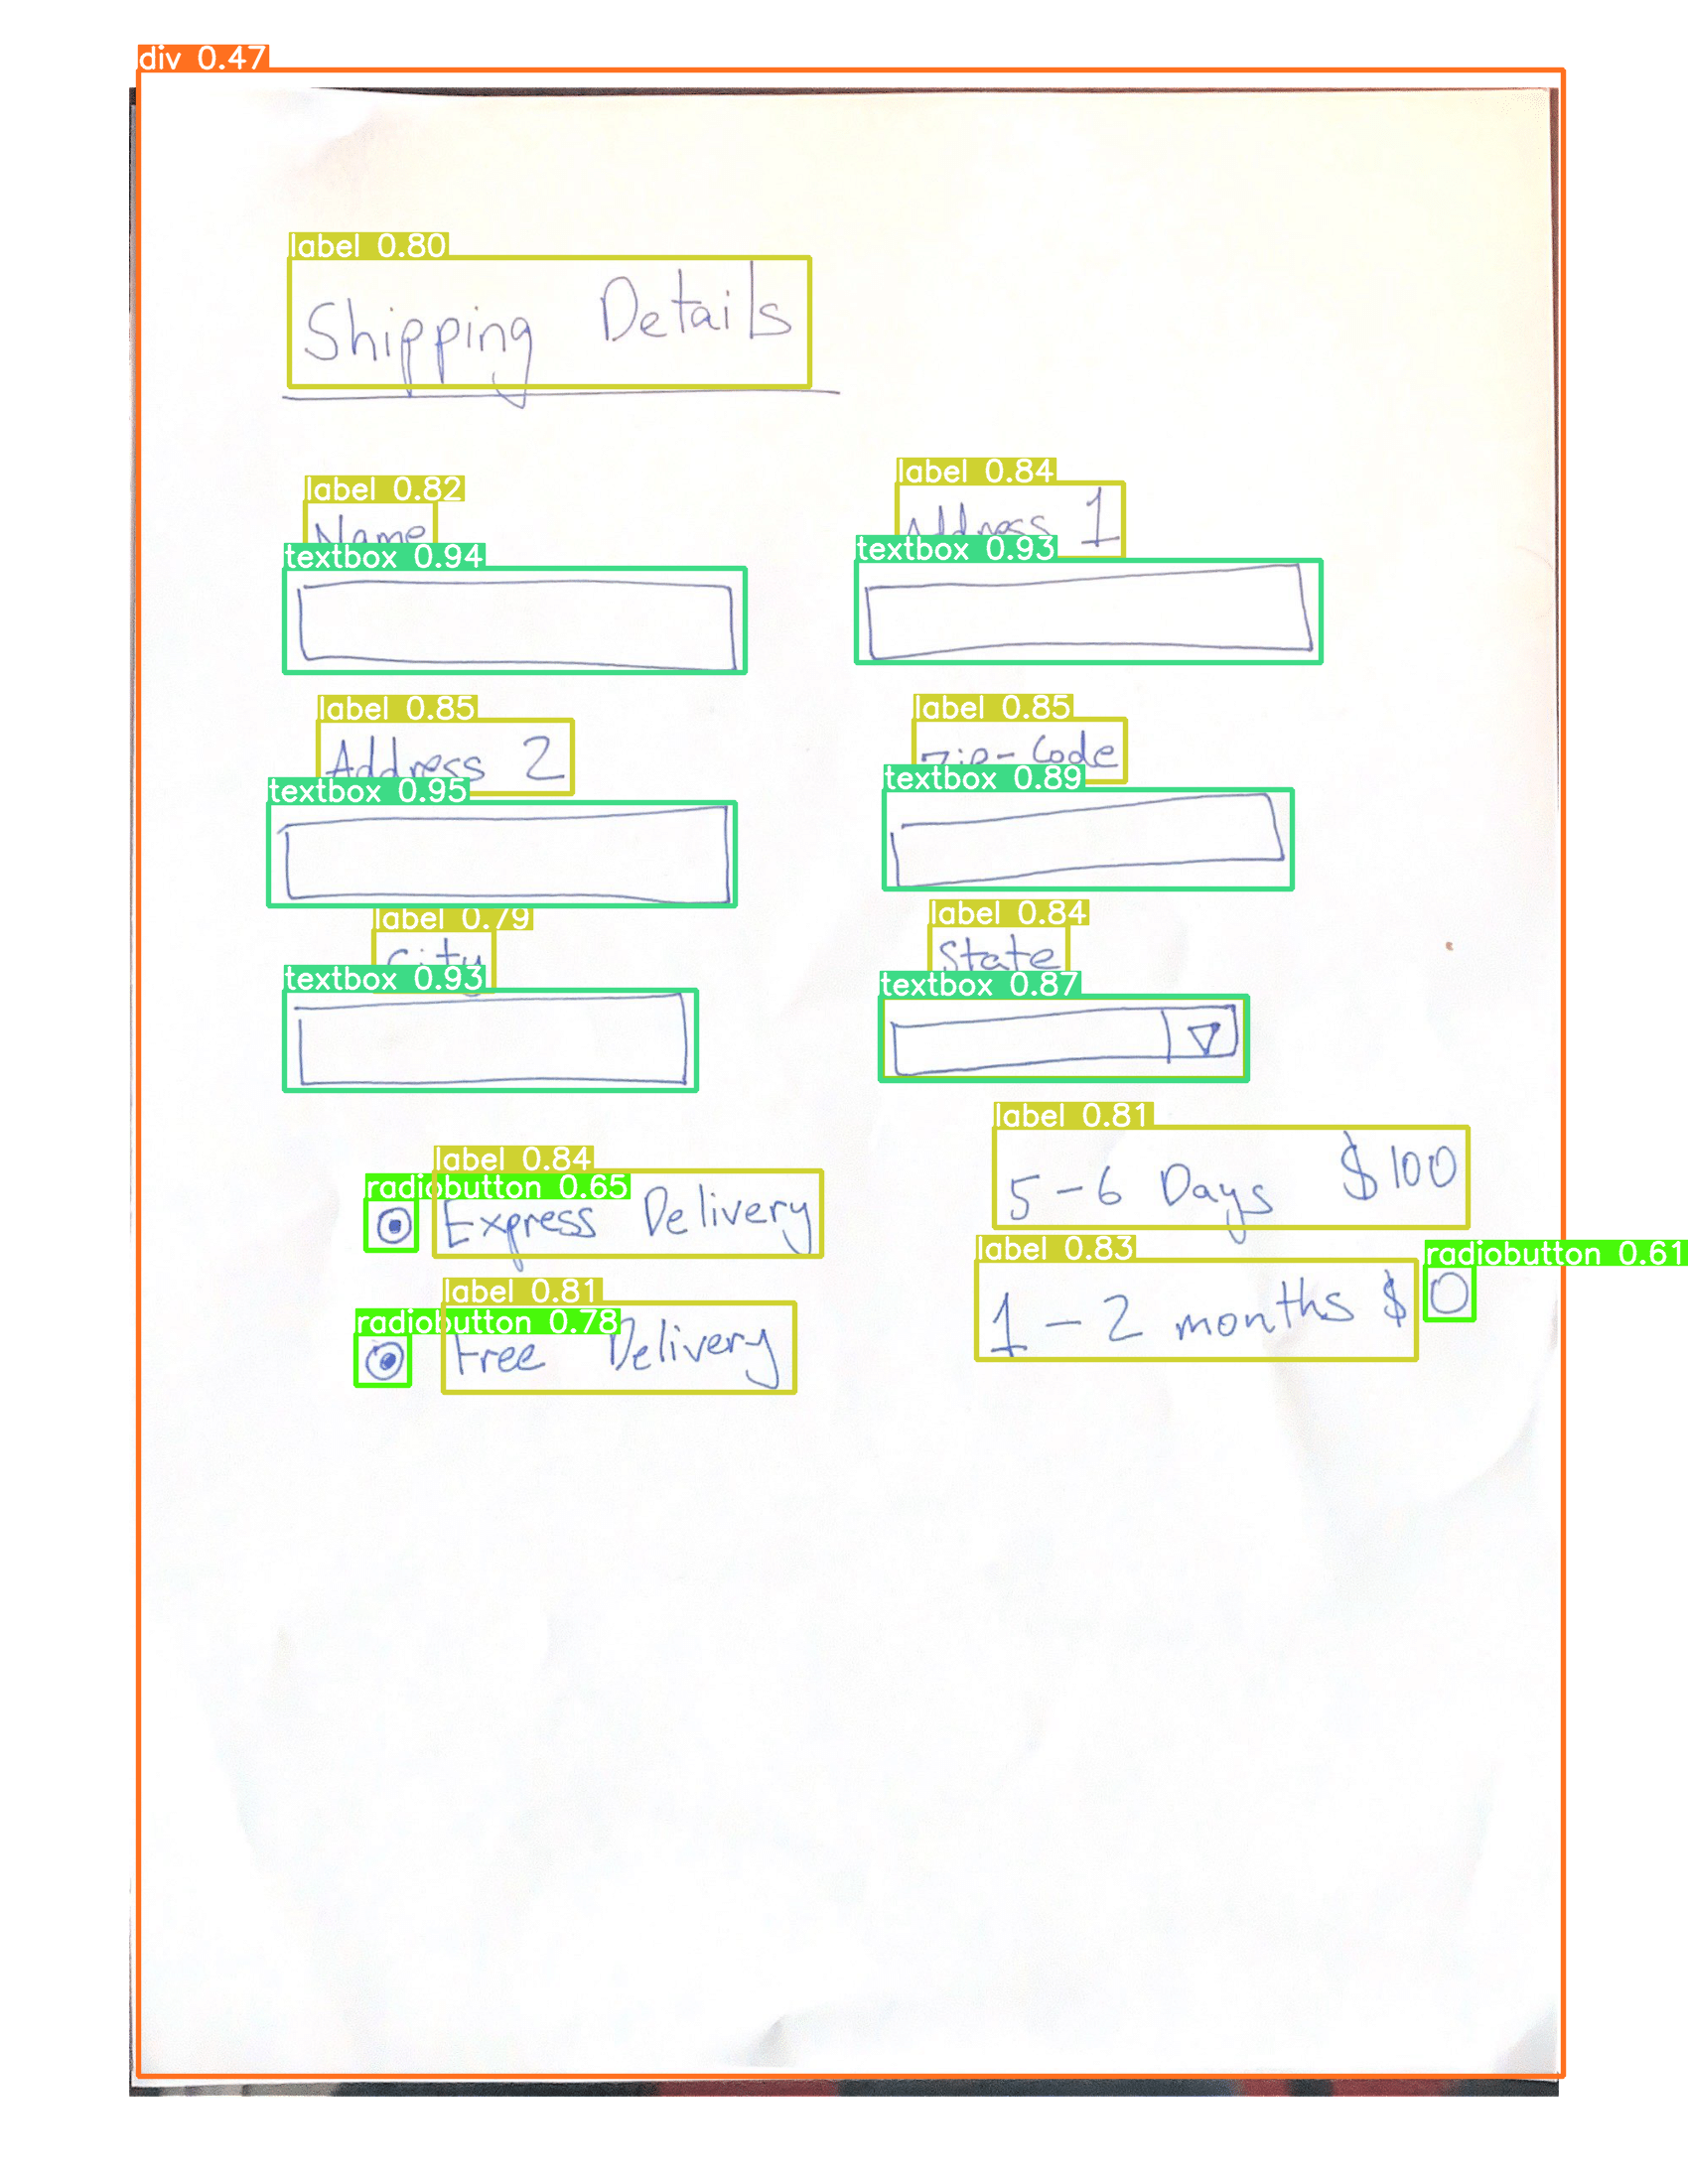 div 0.47
label 0.80
Shipping Details
label 0.82
label 0.84
Name
Address 1
textbox 0.94
textbox 0.93
label 0.85
label 0.85
Address 2
Zip-Code
textbox 0.95
textbox 0.89
label 0.79
label 0.84
City
State
textbox 0.93
textbox 0.87
label 0.81
5-6 Days $100
label 0.84
radiobutton 0.65
Express Delivery
label 0.83
radiobutton 0.61
1-2 months $0
label 0.81
radiobutton 0.78
Free Delivery